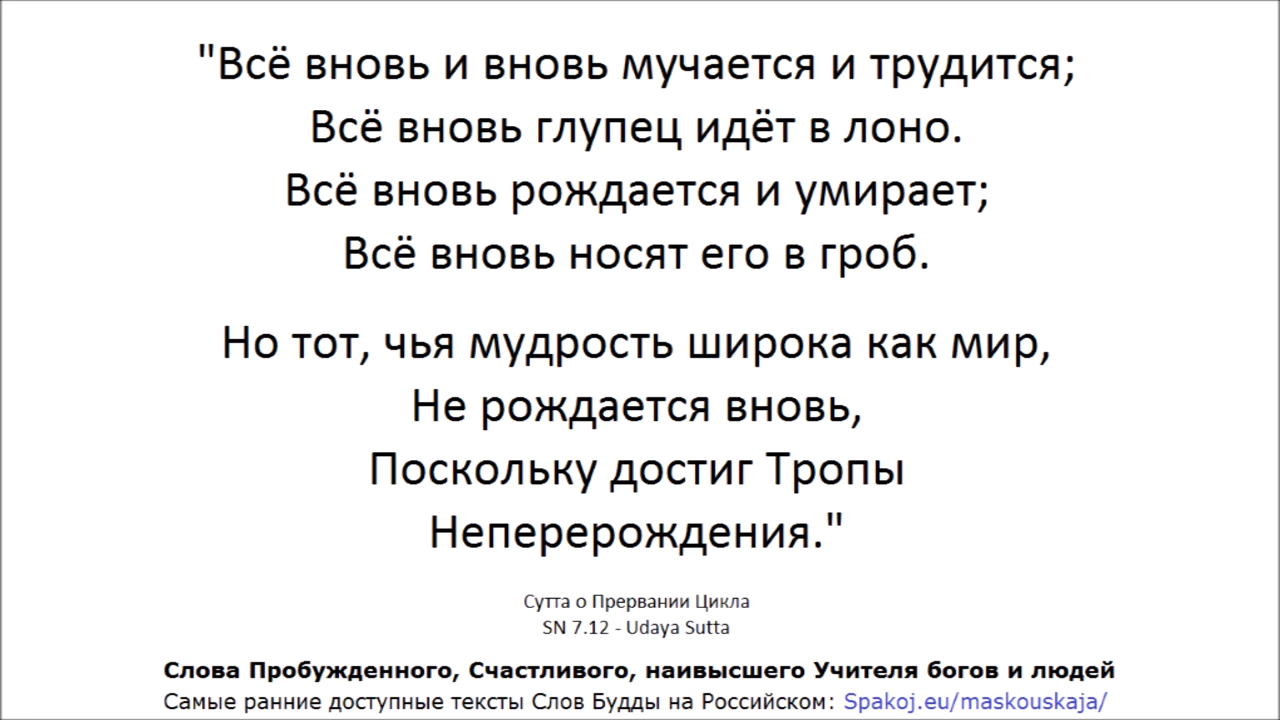 "Всё вновь и вновь мучается и трудится;
Всё вновь глупец идёт в лоно.
Всё вновь рождается и умирает;
Всё вновь носят его в гроб.
Но тот, чья мудрость широка как мир,
Не рождается вновь,
Поскольку достиг Тропы
Неперерождения."
Сутта о Прервании Цикла
SN 7.12 - Udaya Sutta
Слова Пробужденного, Счастливого, наивысшего Учителя богов и людей
Самые ранние доступные тексты Слов Будды на Российском: Spakoj.eu/maskouskaja/